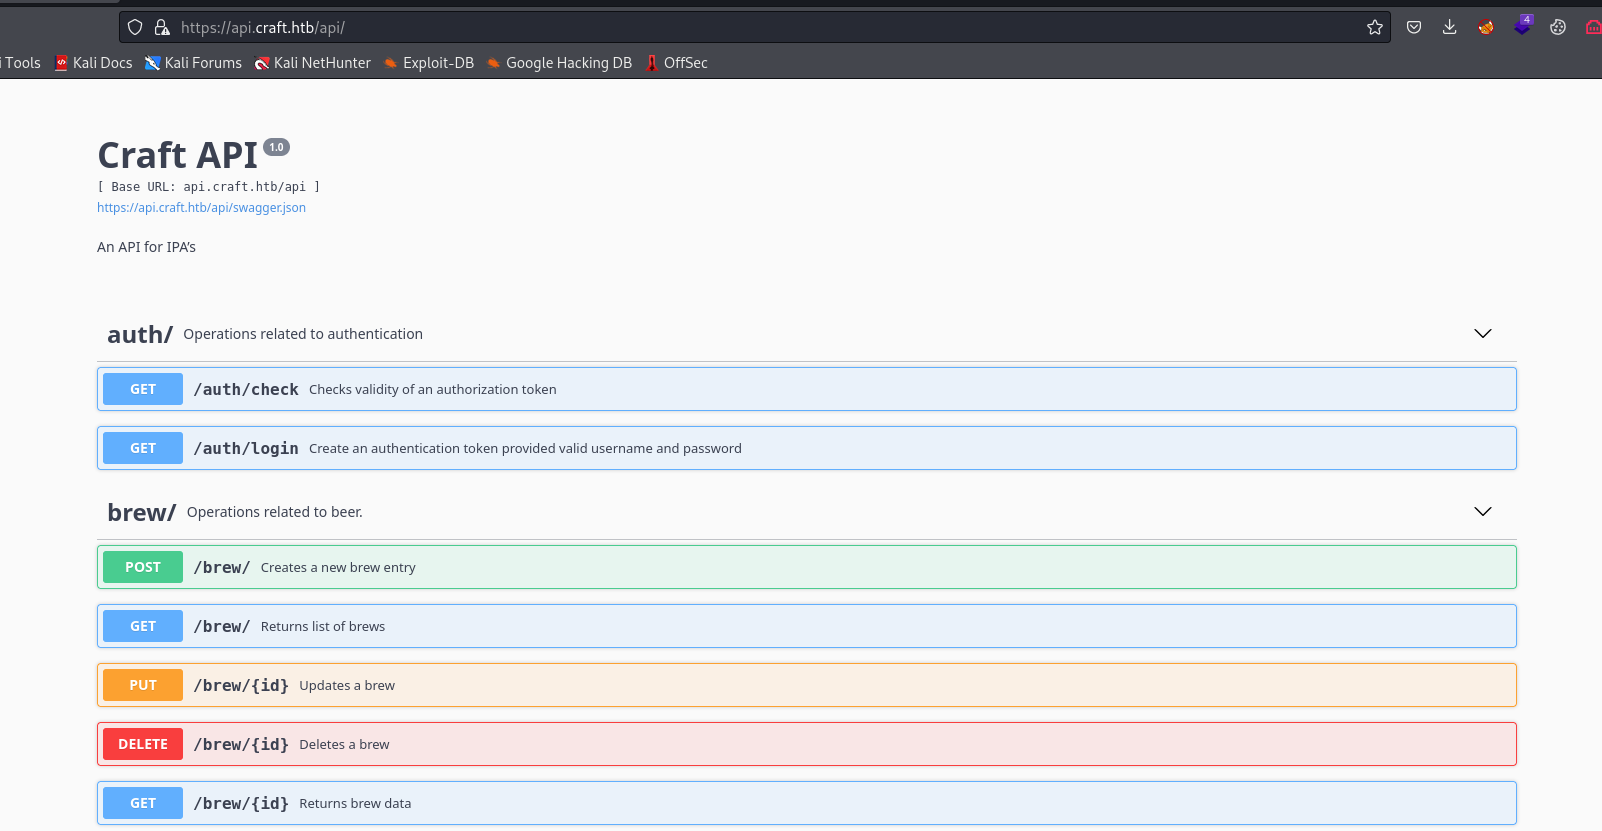 https://api.craft.htb/api/
4
i Tools Kali Docs Kali Forums Kali NetHunter Exploit-DB Google Hacking DB OffSec
Craft API 1.0
[ Base URL: api.craft.htb/api ]
https://api.craft.htb/api/swagger.json
An API for IPA's
auth/ Operations related to authentication
GET /auth/check Checks validity of an authorization token
GET /auth/login Create an authentication token provided valid username and password
brew/ Operations related to beer.
POST /brew/ Creates a new brew entry
GET /brew/ Returns list of brews
PUT /brew/{id} Updates a brew
DELETE /brew/{id} Deletes a brew
GET /brew/{id} Returns brew data